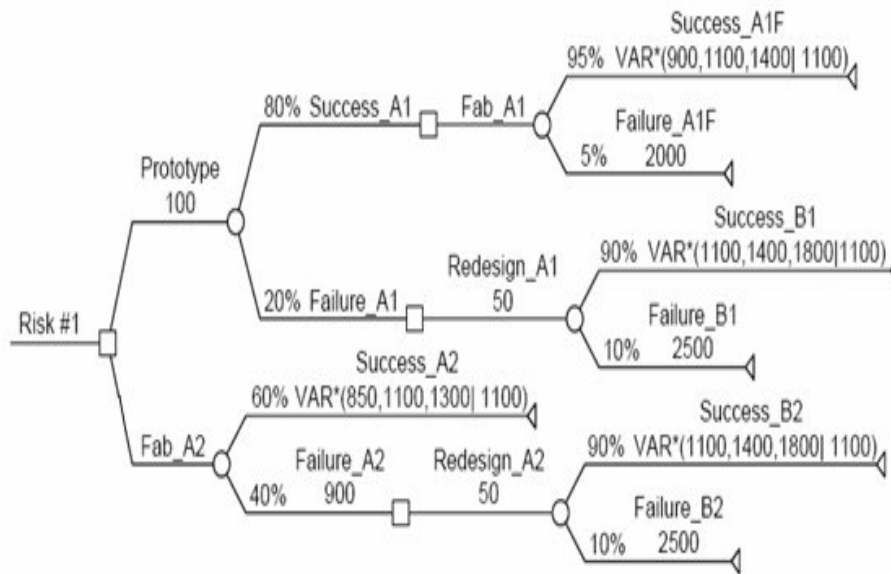 Success_A1F
95% VAR*(900,1100,1400| 1100)
80% Success_A1
Fab_A1
Failure_A1F
5% 2000
Prototype
100
Success_B1
90% VAR*(1100,1400,1800|1100)
Redesign_A1
50
20% Failure_A1
Failure_B1
10% 2500
Risk #1
Success_A2
60% VAR*(850,1100,1300| 1100)
Success_B2
90% VAR*(1100,1400,1800| 1100)
Fab_A2
Failure_A2
40% 900
Redesign_A2
50
Failure_B2
10% 2500